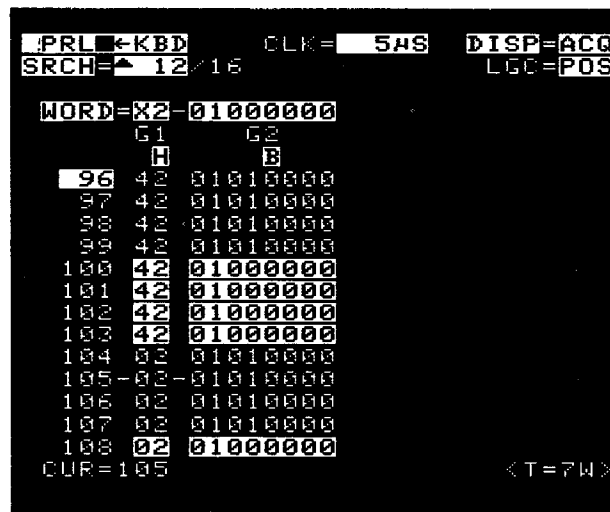 PRL■←KBD CLK= 5µS DISP=ACQ
SRCH= 12/16 LGC=POS
WORD=X2-01000000
G1 G2
H B
96 42 01010000
97 42 01010000
98 42 01010000
99 42 01010000
100 42 01000000
101 42 01000000
102 42 01000000
103 42 01000000
104 02 01010000
105-02-01010000
106 02 01010000
107 02 01010000
108 02 01000000
CUR=105 <T=7W>